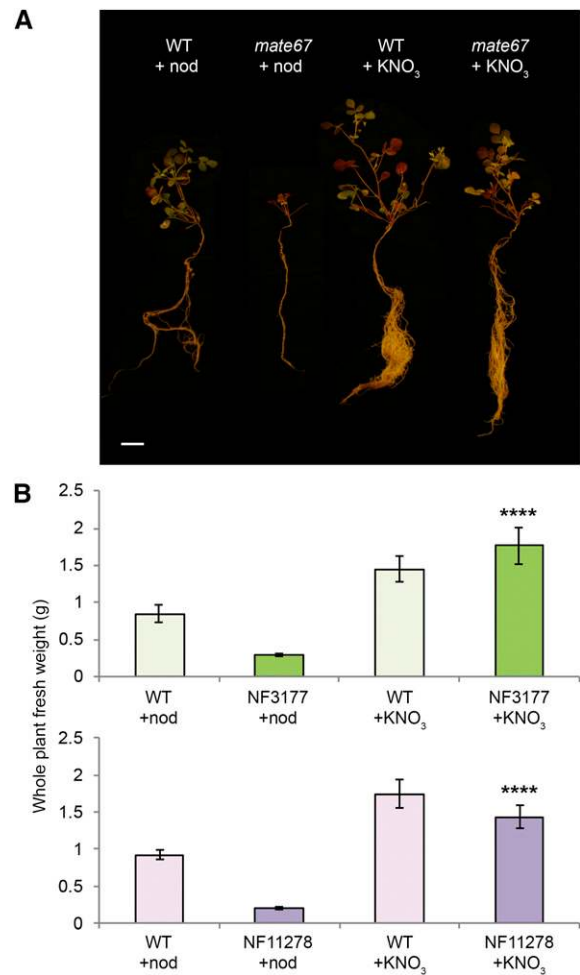 A
WT mate67 WT mate67
+ nod + nod + KNO₃ + KNO₃
B
Whole plant fresh weight (g)
2.5
2
1.5
1
0.5
0
****
WT NF3177 WT NF3177
+nod +nod +KNO₃ +KNO₃
2.5
2
1.5
1
0.5
0
****
WT NF11278 WT NF11278
+nod +nod +KNO₃ +KNO₃